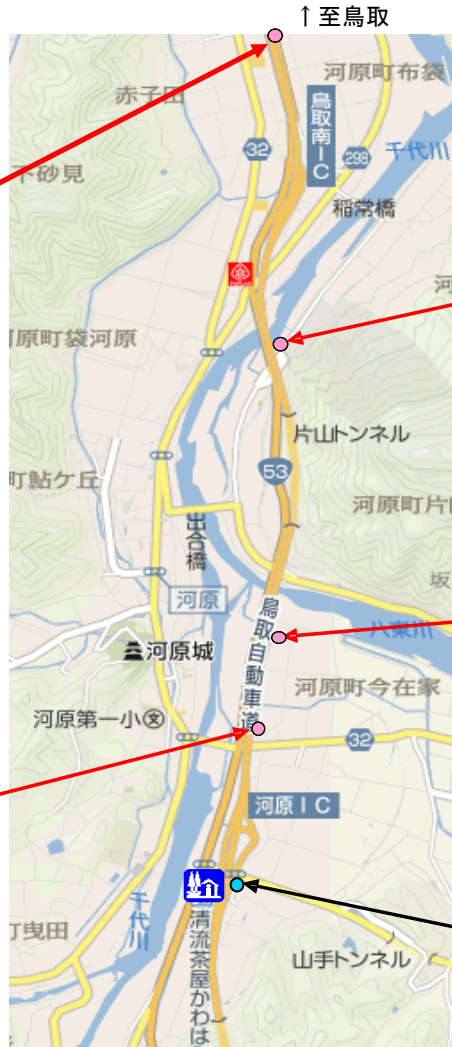 ↑至鳥取
河原町布袋
赤子田
鳥取南IC
32
298
千代川
下砂見
稲常橋
河
河原町袋河原
片山トンネル
53
町鮎ケ丘
河原町片山
出合橋
坂
河原
鳥取自動車道
八東川
河原城
河原町今在家
河原第一小文
32
河原IC
千代川
町曳田
清流茶屋かわは
山手トンネル